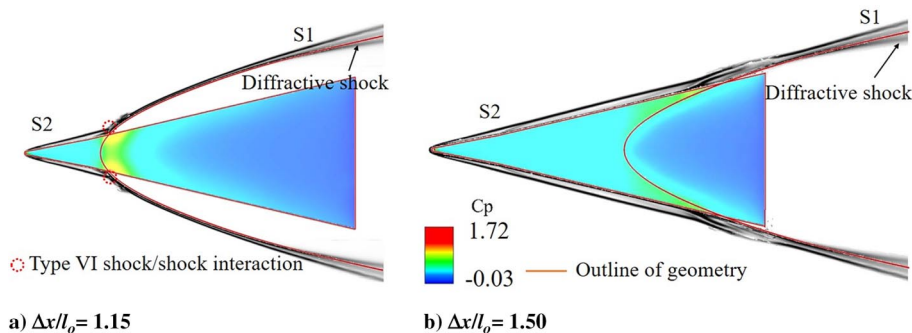 S1
Diffractive shock
S2
Type VI shock/shock interaction
a) Δx/lo= 1.15
S1
Diffractive shock
S2
Cp
1.72
-0.03
Outline of geometry
b) Δx/lo= 1.50